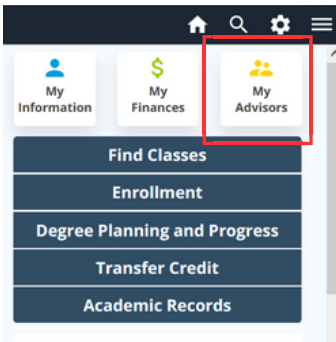 My
Information
$
My
Finances
My
Advisors
Find Classes
Enrollment
Degree Planning and Progress
Transfer Credit
Academic Records